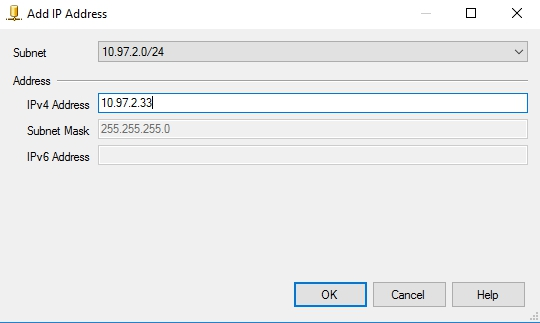 Add IP Address
Subnet 10.97.2.0/24
Address
IPv4 Address 10.97.2.33
Subnet Mask 255.255.255.0
IPv6 Address
OK Cancel Help